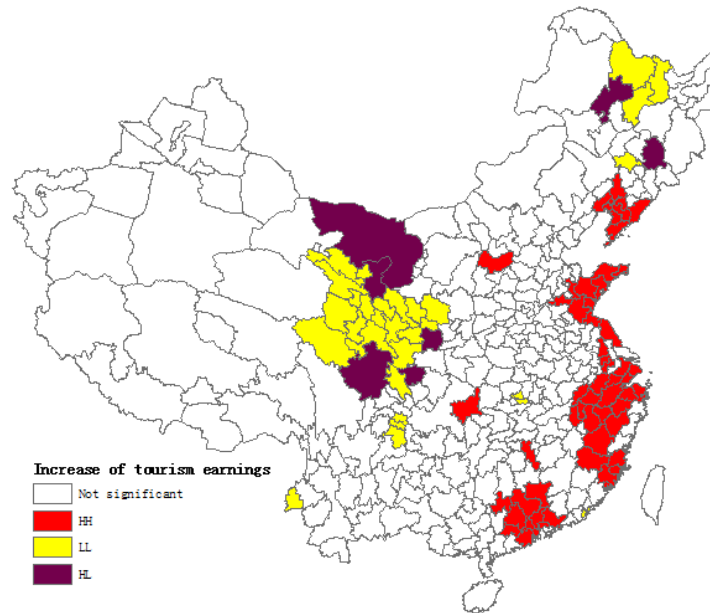 Increase of tourism earnings
Not significant
HH
LL
HL